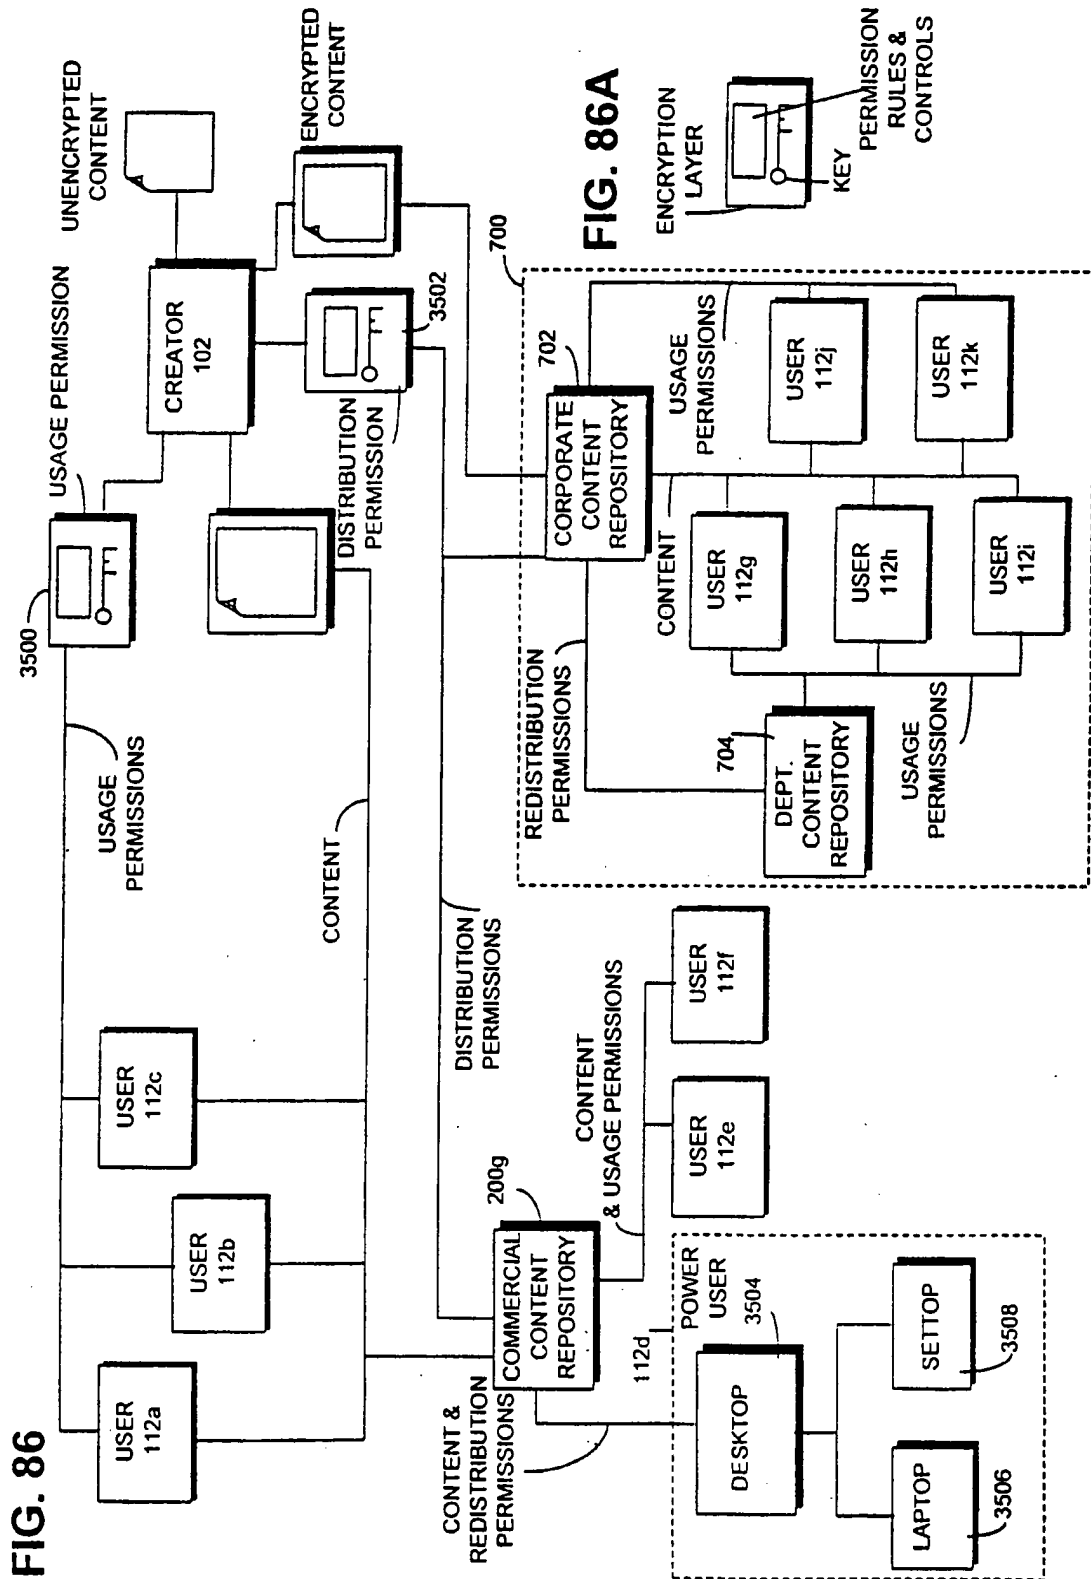 FIG. 86
USER
112a
USER
112b
USER
112c
USAGE
PERMISSIONS
3500
USAGE PERMISSION
CREATOR
102
UNENCRYPTED
CONTENT
CONTENT
DISTRIBUTION
PERMISSION
3502
ENCRYPTED
CONTENT
DISTRIBUTION
PERMISSIONS
CONTENT &
REDISTRIBUTION
PERMISSIONS
COMMERCIAL
CONTENT
REPOSITORY
200g
CONTENT
& USAGE PERMISSIONS
USER
112e
USER
112f
112d
POWER
USER
DESKTOP
3504
LAPTOP
3506
SETTOP
3508
700
CORPORATE
CONTENT
REPOSITORY
702
REDISTRIBUTION
PERMISSIONS
CONTENT
USAGE
PERMISSIONS
704
DEPT.
CONTENT
REPOSITORY
USER
112g
USER
112h
USER
112i
USER
112j
USER
112k
USAGE
PERMISSIONS
FIG. 86A
ENCRYPTION
LAYER
KEY
PERMISSION
RULES &
CONTROLS